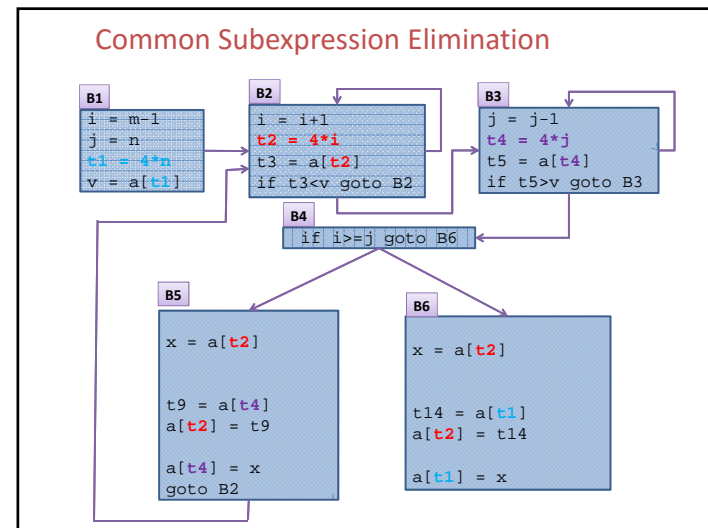 Common Subexpression Elimination
B1
i = m-1
j = n
t1 = 4*n
v = a[t1]
B2
i = i+1
t2 = 4*i
t3 = a[t2]
if t3<v goto B2
B3
j = j-1
t4 = 4*j
t5 = a[t4]
if t5>v goto B3
B4
if i>=j goto B6
B5
x = a[t2]
t9 = a[t4]
a[t2] = t9
a[t4] = x
goto B2
B6
x = a[t2]
t14 = a[t1]
a[t2] = t14
a[t1] = x